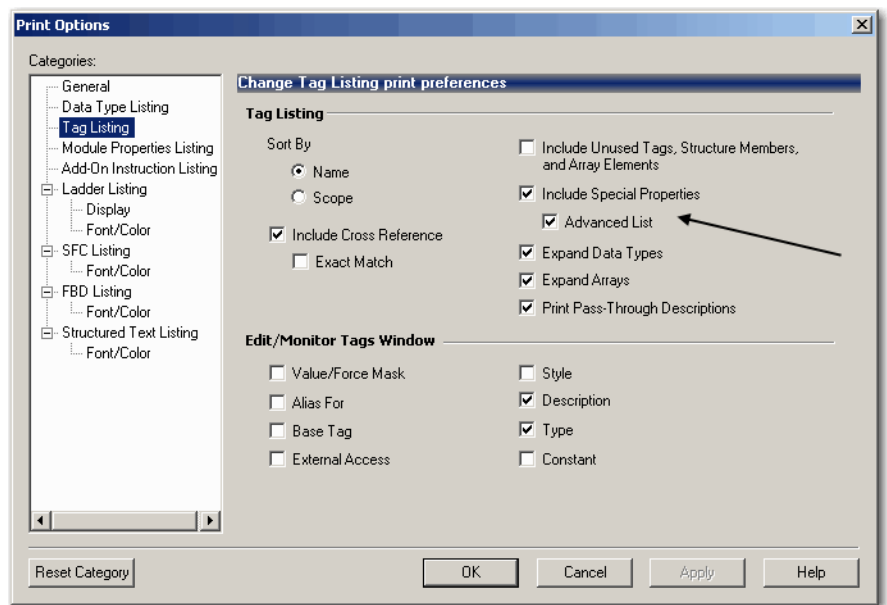 Print Options
Categories:
General
Data Type Listing
Tag Listing
Module Properties Listing
Add-On Instruction Listing
Ladder Listing
Display
Font/Color
SFC Listing
Font/Color
FBD Listing
Font/Color
Structured Text Listing
Font/Color
Change Tag Listing print preferences
Tag Listing
Sort By
Name
Scope
Include Cross Reference
Exact Match
Include Unused Tags, Structure Members,
and Array Elements
Include Special Properties
Advanced List
Expand Data Types
Expand Arrays
Print Pass-Through Descriptions
Edit/Monitor Tags Window
Value/Force Mask
Alias For
Base Tag
External Access
Style
Description
Type
Constant
Reset Category
OK
Cancel
Apply
Help